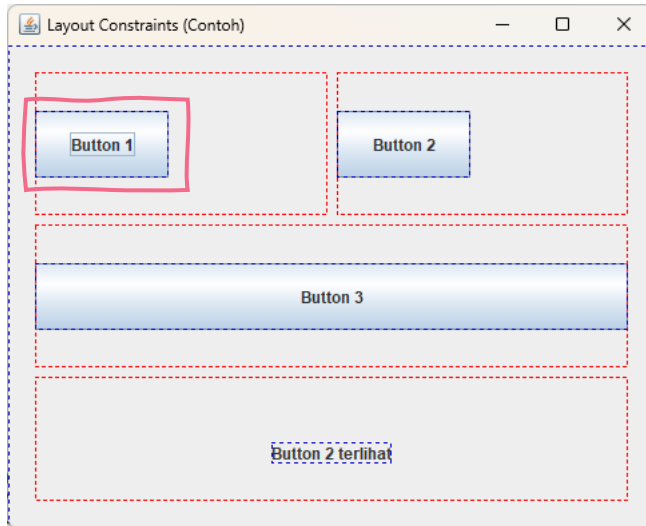 Layout Constraints (Contoh)
Button 1
Button 2
Button 3
Button 2 terlihat